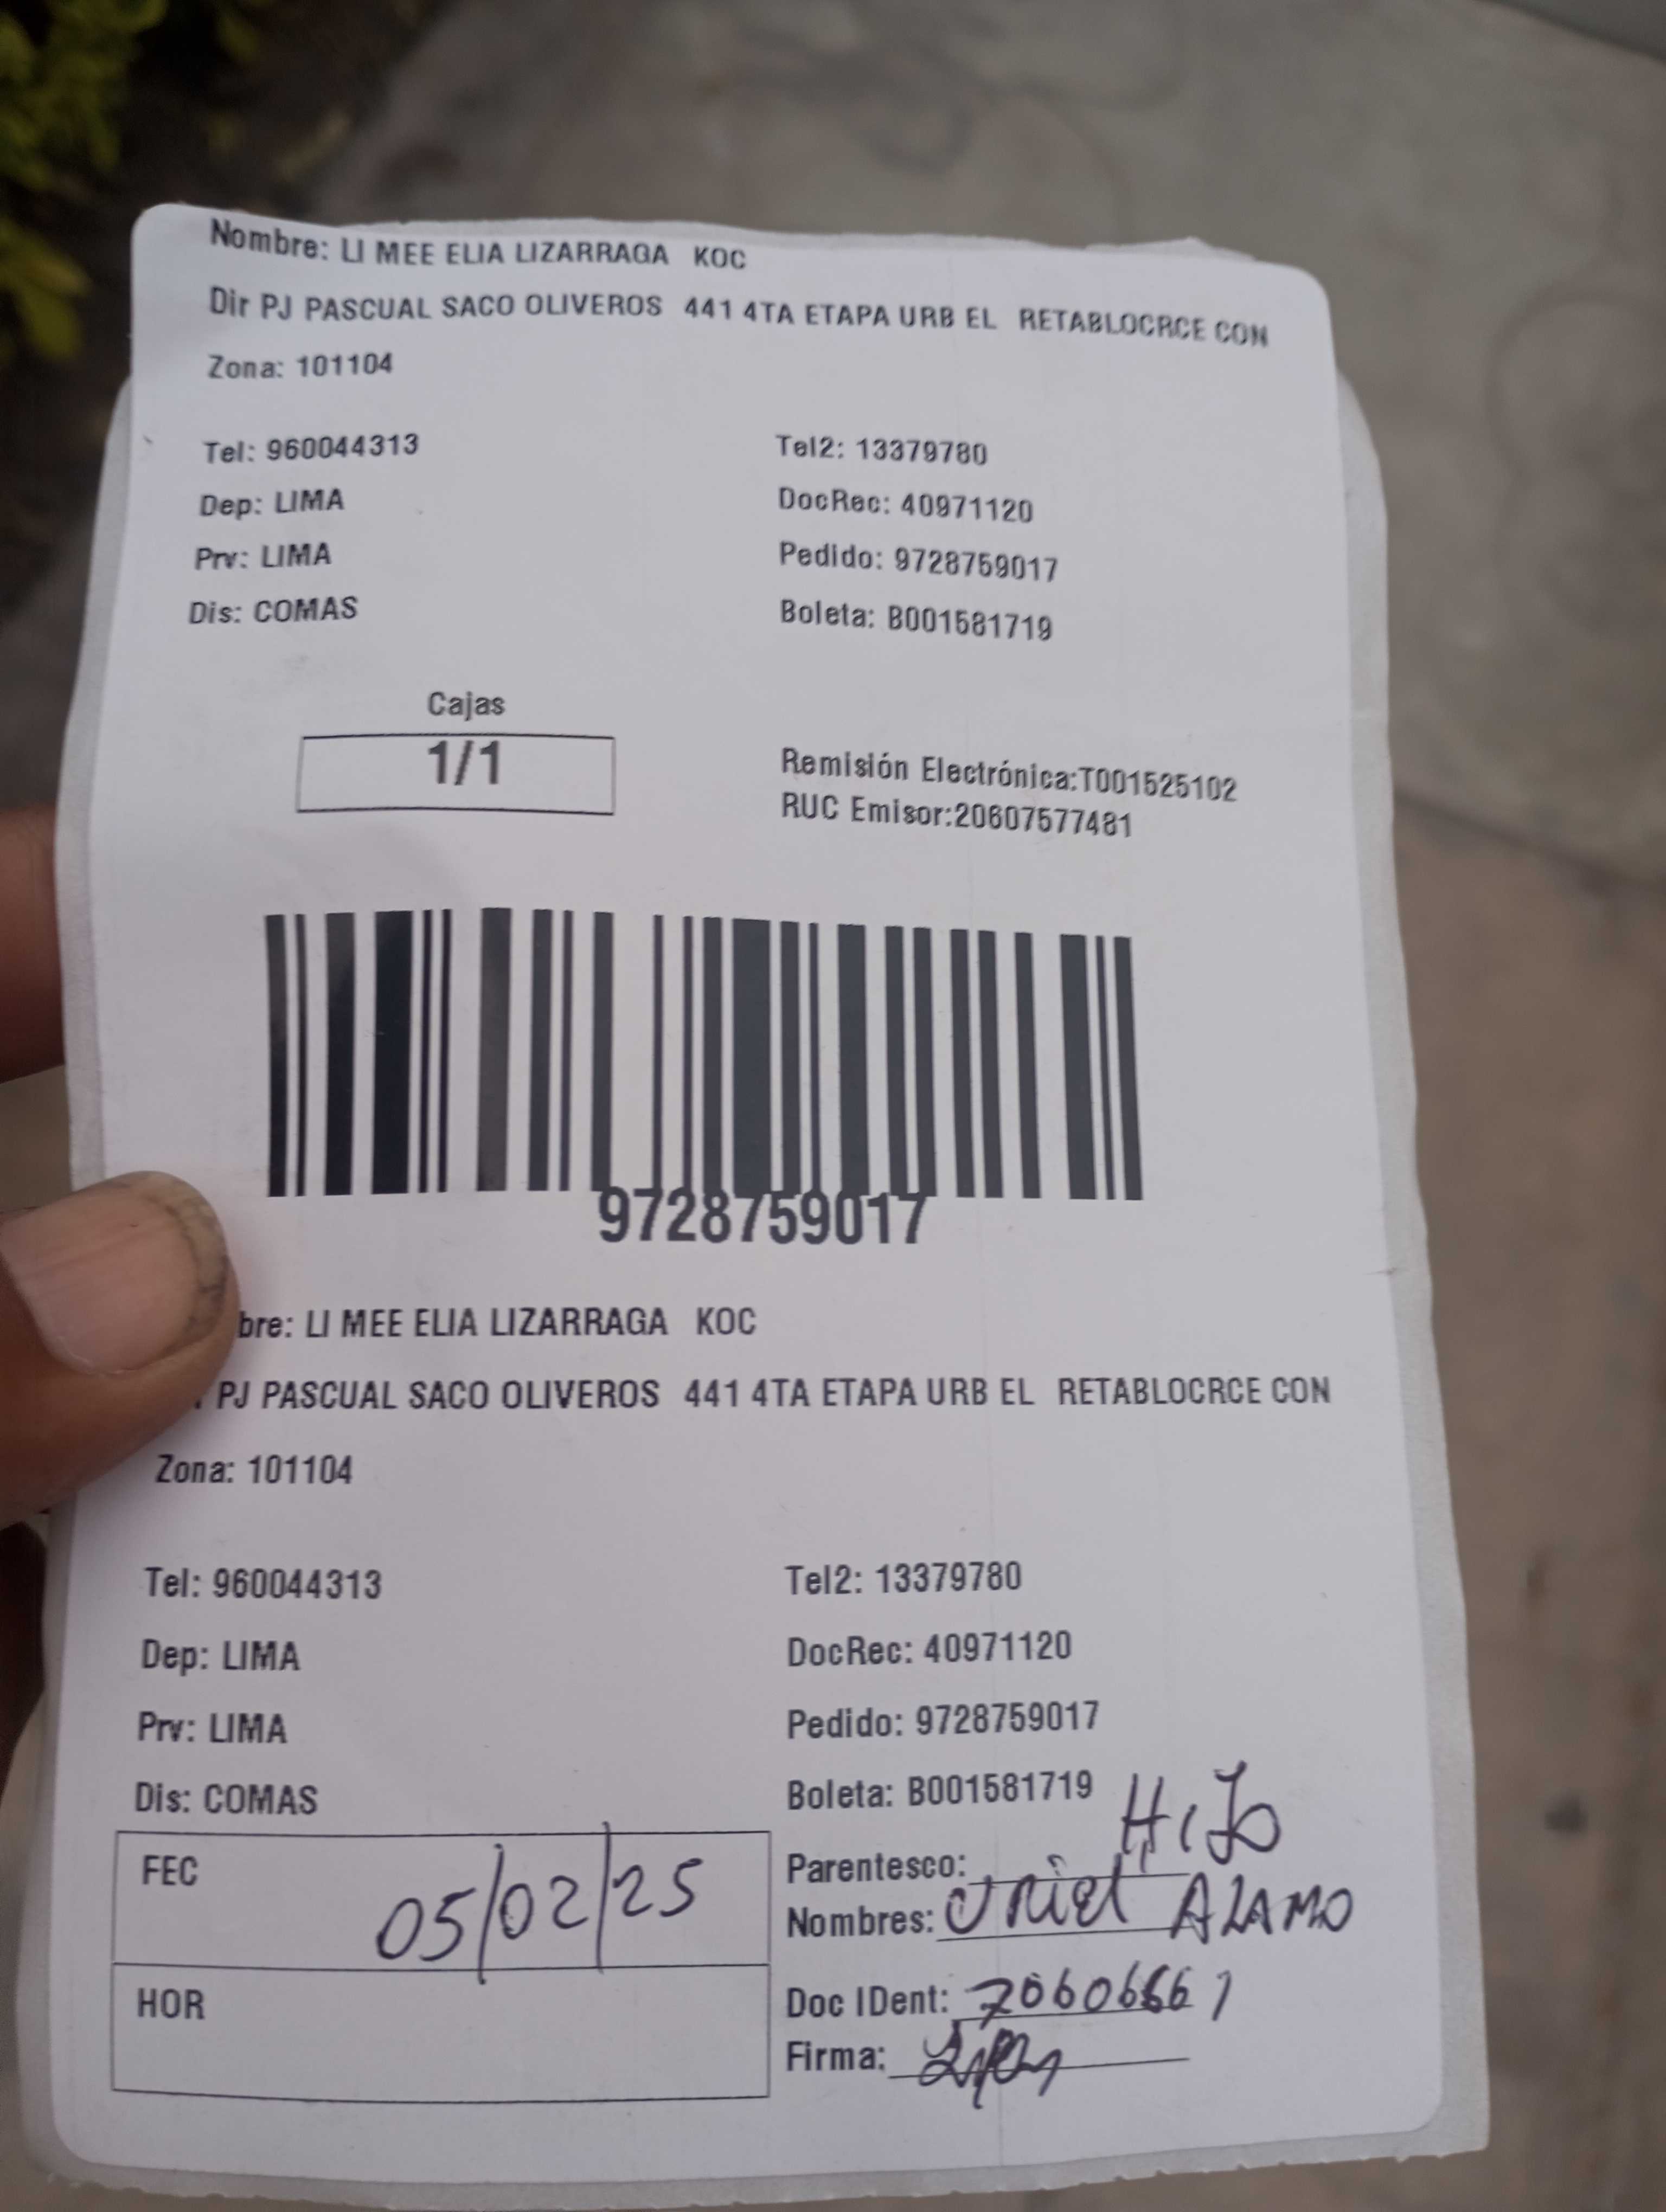 Nombre: LI MEE ELIA LIZARRAGA KOC
Dir PJ PASCUAL SACO OLIVEROS 441 4TA ETAPA URB EL RETABLOCRCE CON
Zona: 101104
Tel: 960044313 Tel2: 13379780
Dep: LIMA DocRec: 40971120
Prv: LIMA Pedido: 9728759017
Dis: COMAS Boleta: B001581719
Cajas
1/1
Remisión Electrónica:T001525102
RUC Emisor:20607577481
9728759017
bre: LI MEE ELIA LIZARRAGA KOC
PJ PASCUAL SACO OLIVEROS 441 4TA ETAPA URB EL RETABLOCRCE CON
Zona: 101104
Tel: 960044313 Tel2: 13379780
Dep: LIMA DocRec: 40971120
Prv: LIMA Pedido: 9728759017
Dis: COMAS Boleta: B001581719
FEC 05/02/25
HOR
Parentesco: HIJO
Nombres: Uriel ALAMO
Doc IDent:
Firma: